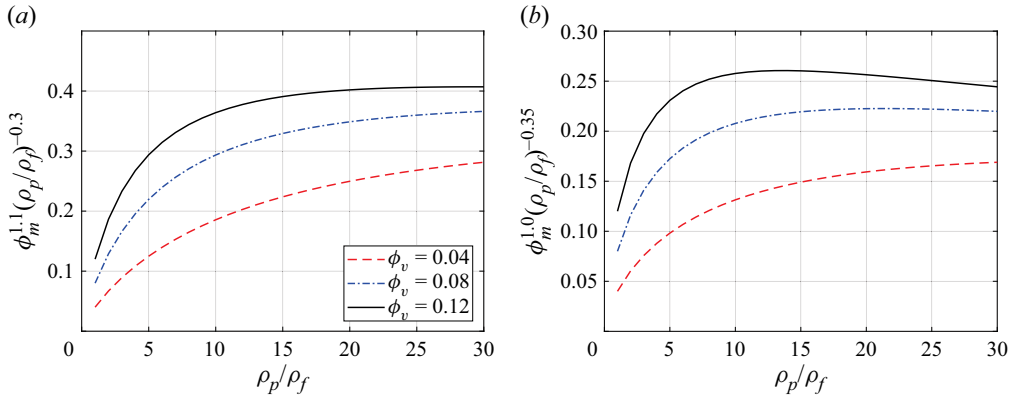 (a)
ϕ_m^{1.1}(ρ_p/ρ_f)^{−0.3}
0.4
0.3
0.2
0.1
0 5 10 15 20 25 30
ρ_p/ρ_f
ϕ_v = 0.04
ϕ_v = 0.08
ϕ_v = 0.12
(b)
ϕ_m^{1.0}(ρ_p/ρ_f)^{−0.35}
0.30
0.25
0.20
0.15
0.10
0.05
0 5 10 15 20 25 30
ρ_p/ρ_f